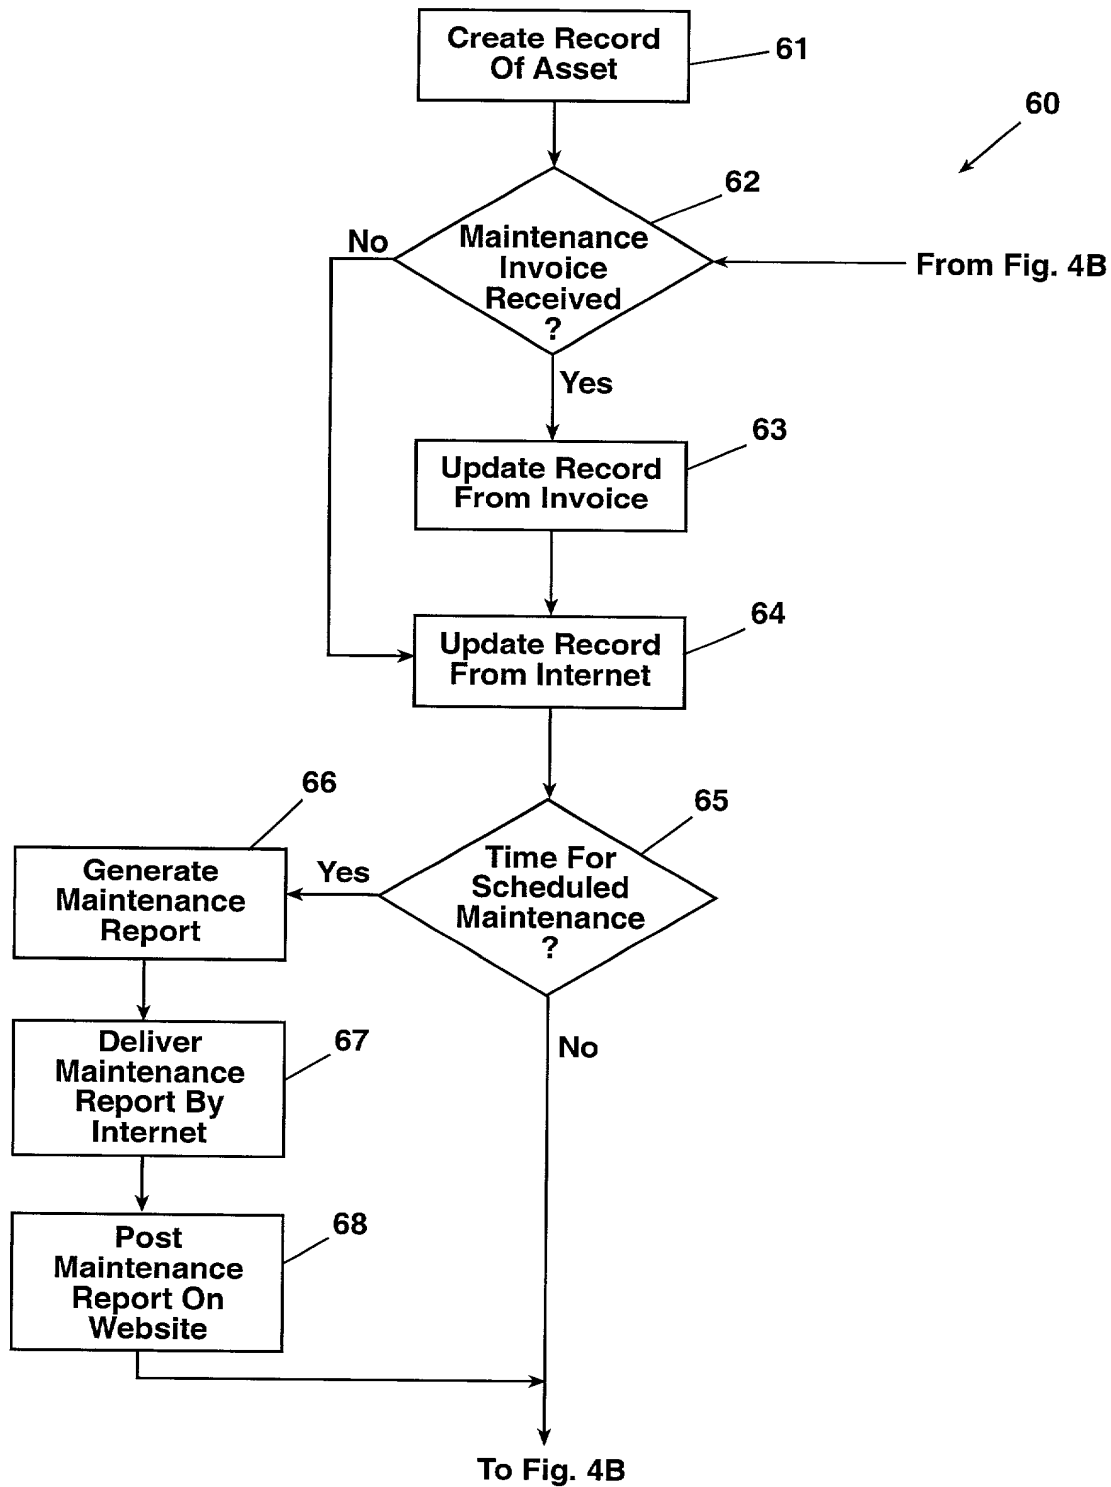 Create Record
Of Asset
61
60
62
No
Maintenance
Invoice
Received
?
From Fig. 4B
Yes
63
Update Record
From Invoice
64
Update Record
From Internet
66
65
Generate
Maintenance
Report
Yes
Time For
Scheduled
Maintenance
?
Deliver
Maintenance
Report By
Internet
67
No
Post
Maintenance
Report On
Website
68
To Fig. 4B